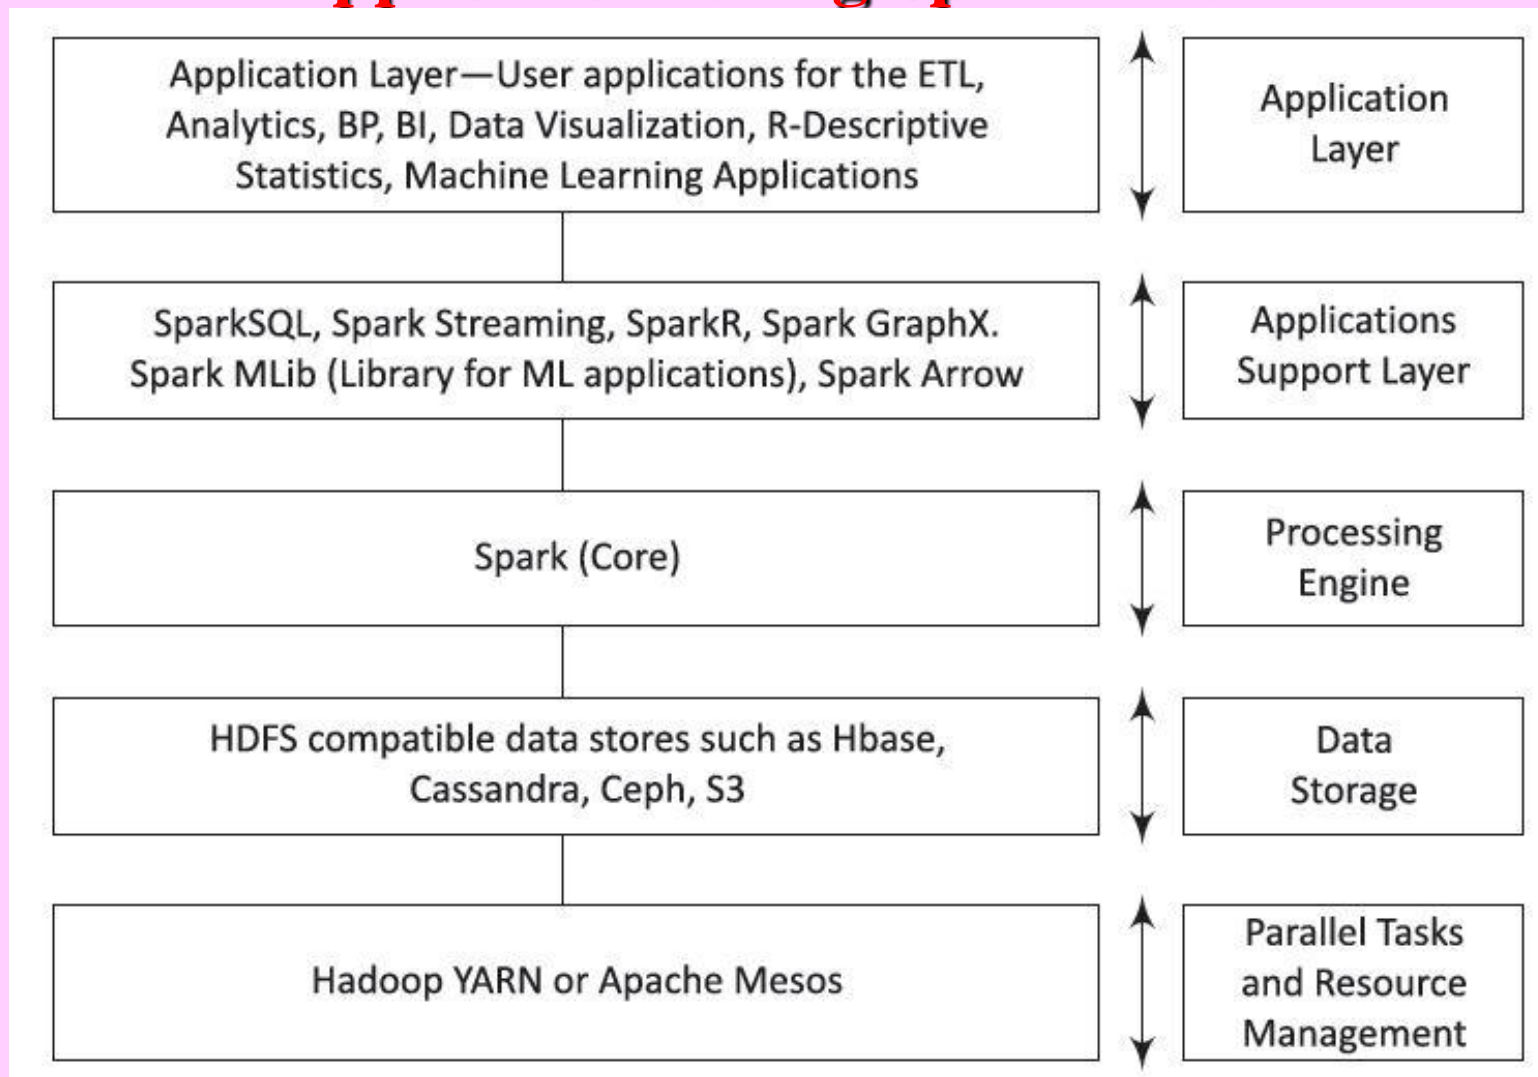 Application Layer—User applications for the ETL,
Analytics, BP, BI, Data Visualization, R-Descriptive
Statistics, Machine Learning Applications
Application
Layer
SparkSQL, Spark Streaming, SparkR, Spark GraphX.
Spark MLib (Library for ML applications), Spark Arrow
Applications
Support Layer
Spark (Core)
Processing
Engine
HDFS compatible data stores such as Hbase,
Cassandra, Ceph, S3
Data
Storage
Hadoop YARN or Apache Mesos
Parallel Tasks
and Resource
Management